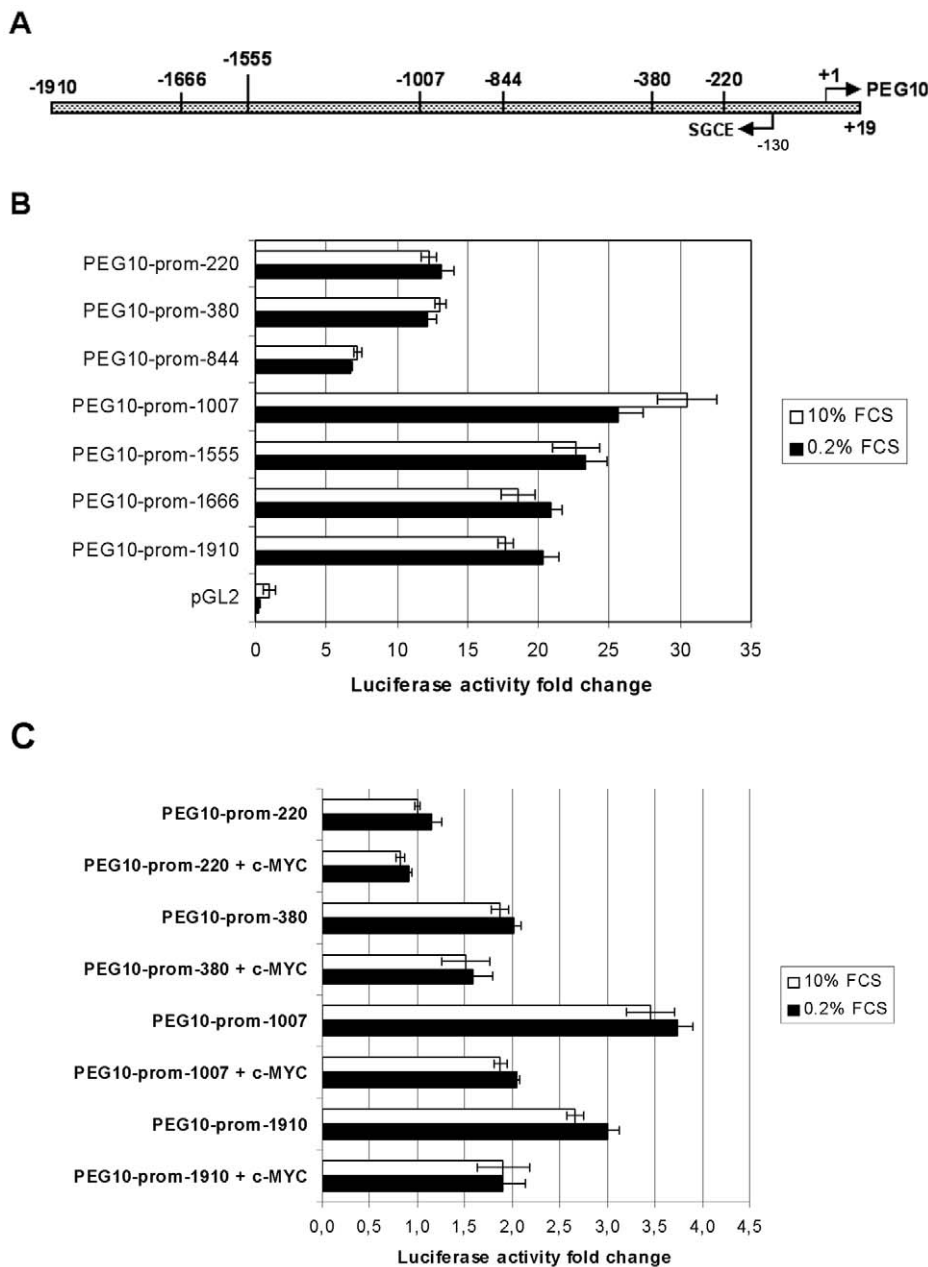 A
-1910 -1666 -1555 -1007 -844 -380 -220 +1 PEG10
SGCE -130 +19
B
PEG10-prom-220
PEG10-prom-380
PEG10-prom-844
PEG10-prom-1007
PEG10-prom-1555
PEG10-prom-1666
PEG10-prom-1910
pGL2
10% FCS
0.2% FCS
0 5 10 15 20 25 30 35
Luciferase activity fold change
C
PEG10-prom-220
PEG10-prom-220 + c-MYC
PEG10-prom-380
PEG10-prom-380 + c-MYC
PEG10-prom-1007
PEG10-prom-1007 + c-MYC
PEG10-prom-1910
PEG10-prom-1910 + c-MYC
10% FCS
0.2% FCS
0,0 0,5 1,0 1,5 2,0 2,5 3,0 3,5 4,0 4,5
Luciferase activity fold change